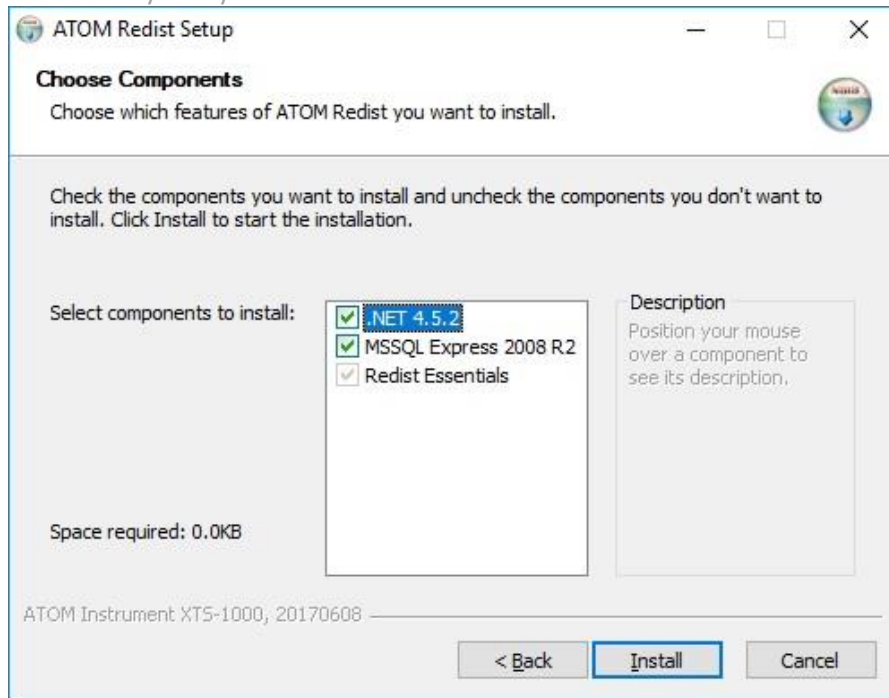 ATOM Redist Setup
Choose Components
Choose which features of ATOM Redist you want to install.
Check the components you want to install and uncheck the components you don't want to
install. Click Install to start the installation.
Select components to install:
.NET 4.5.2
MSSQL Express 2008 R2
Redist Essentials
Description
Position your mouse
over a component to
see its description.
Space required: 0.0KB
ATOM Instrument XTS-1000, 20170608
< Back
Install
Cancel